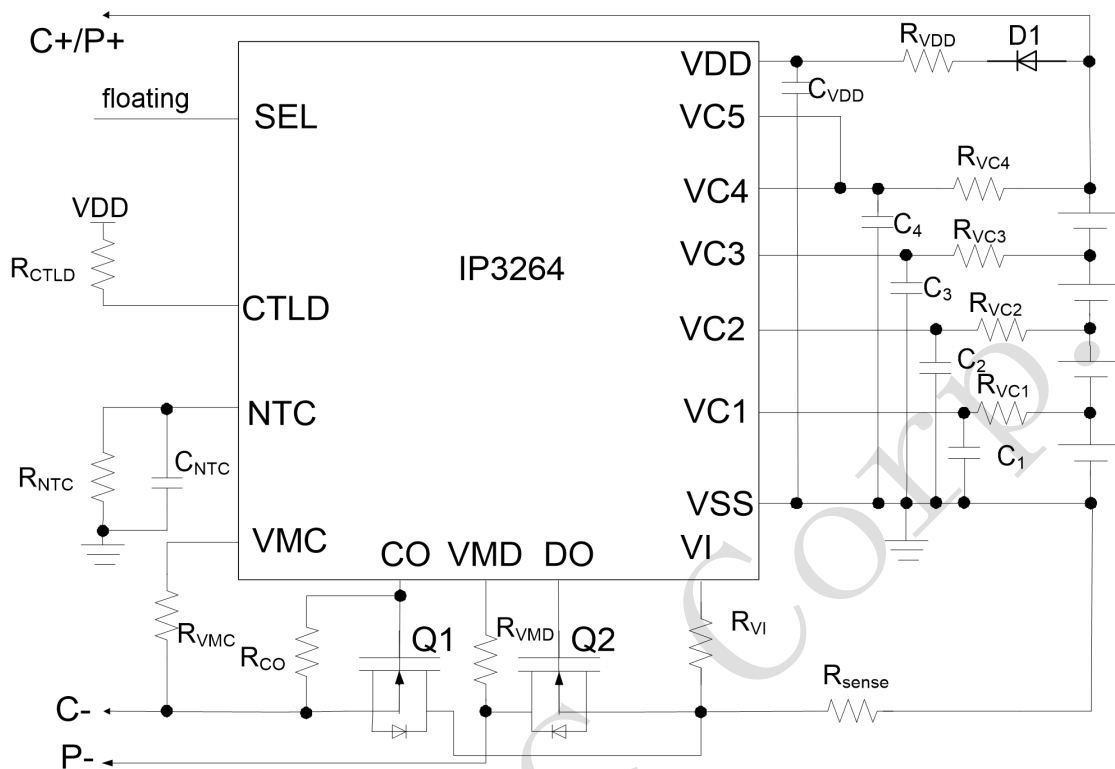 C+/P+
RVDD
D1
VDD
CVDD
floating
SEL
VC5
RVC4
VDD
VC4
C4
RCTLD
IP3264
VC3
RVC3
C3
CTLD
VC2
RVC2
C2
NTC
VC1
RVC1
RNTC
CNTC
C1
VSS
VMC
CO
VMD
DO
VI
RVMC
RCO
Q1
RVMD
Q2
RVI
Rsense
C-
P-
Corp.